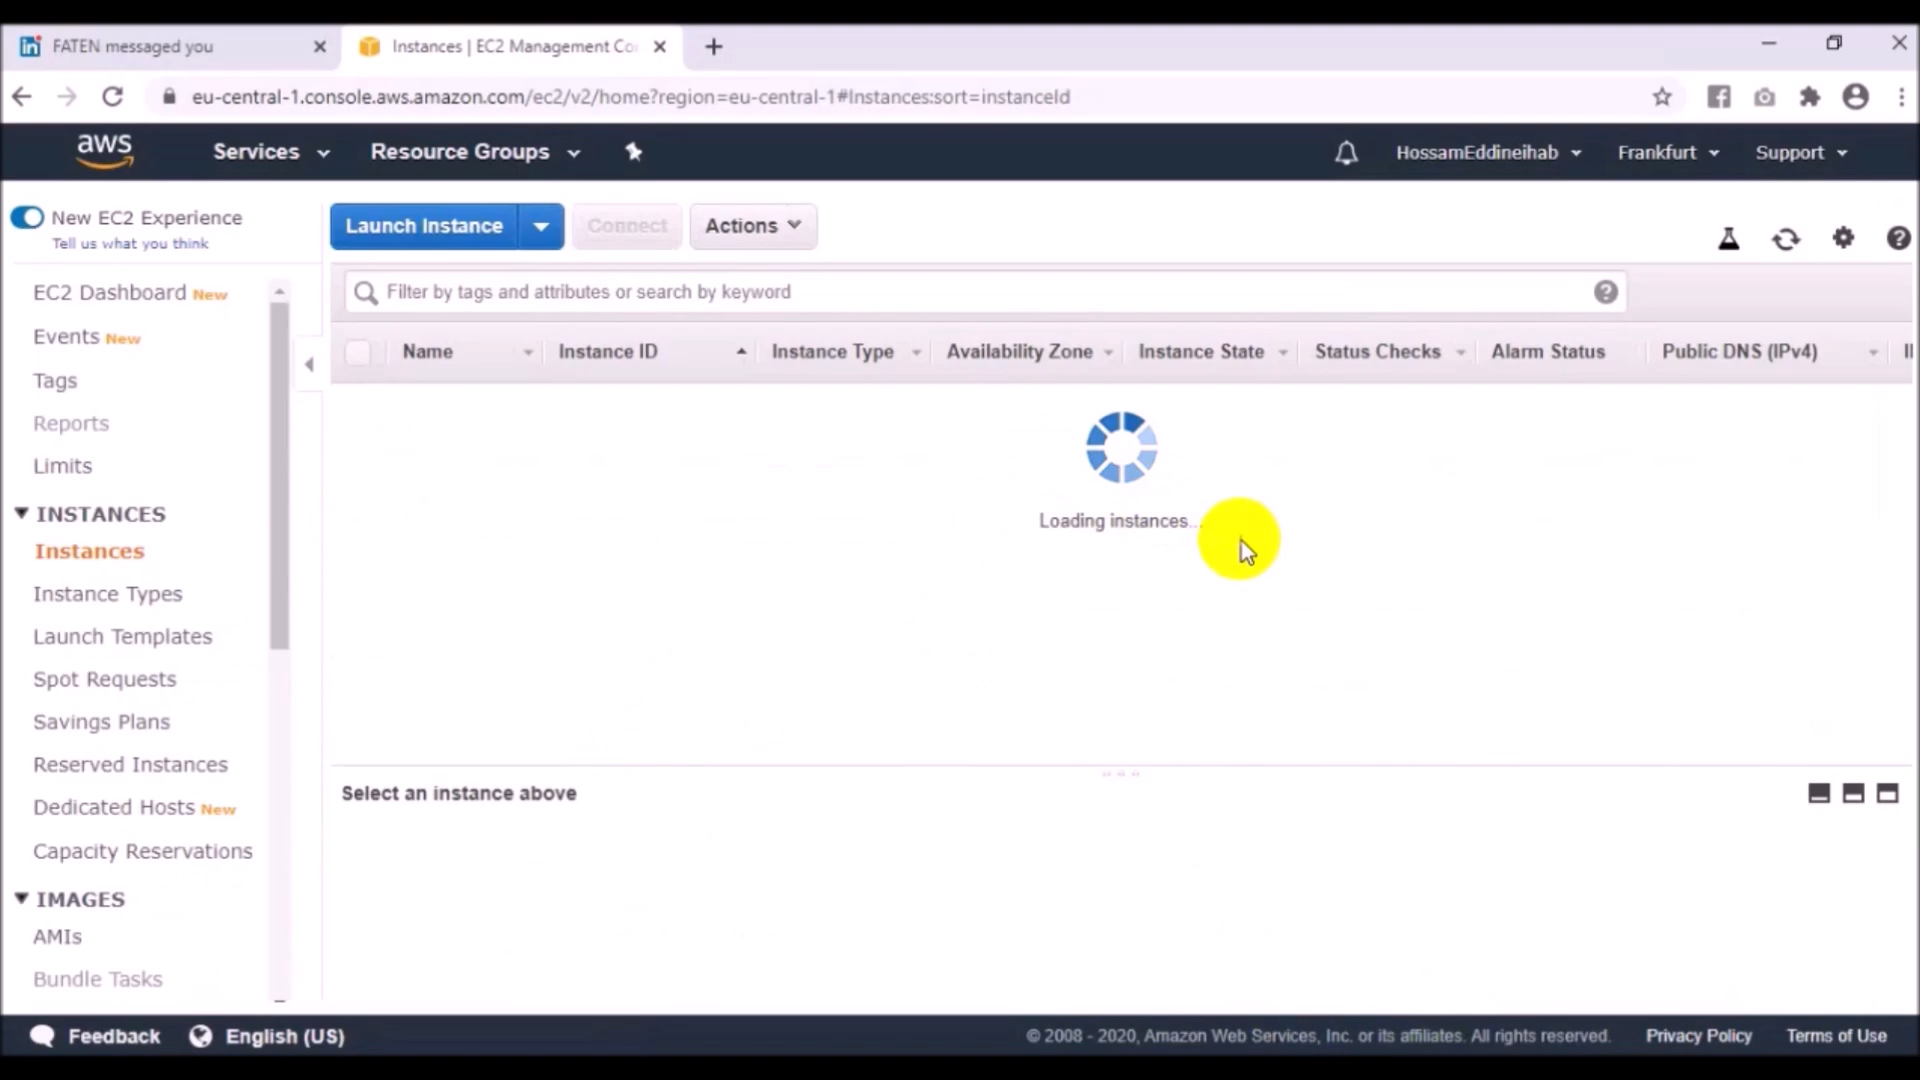 FATEN messaged you
Instances | EC2 Management Co
eu-central-1.console.aws.amazon.com/ec2/v2/home?region=eu-central-1#Instances:sort=instanceId
aws Services Resource Groups HossamEddineihab Frankfurt Support
New EC2 Experience
Tell us what you think
Launch Instance Connect Actions
Filter by tags and attributes or search by keyword
Name Instance ID Instance Type Availability Zone Instance State Status Checks Alarm Status Public DNS (IPv4)
Loading instances...
Select an instance above
EC2 Dashboard New
Events New
Tags
Reports
Limits
INSTANCES
Instances
Instance Types
Launch Templates
Spot Requests
Savings Plans
Reserved Instances
Dedicated Hosts New
Capacity Reservations
IMAGES
AMIs
Bundle Tasks
Feedback English (US) © 2008 - 2020, Amazon Web Services, Inc. or its affiliates. All rights reserved. Privacy Policy Terms of Use